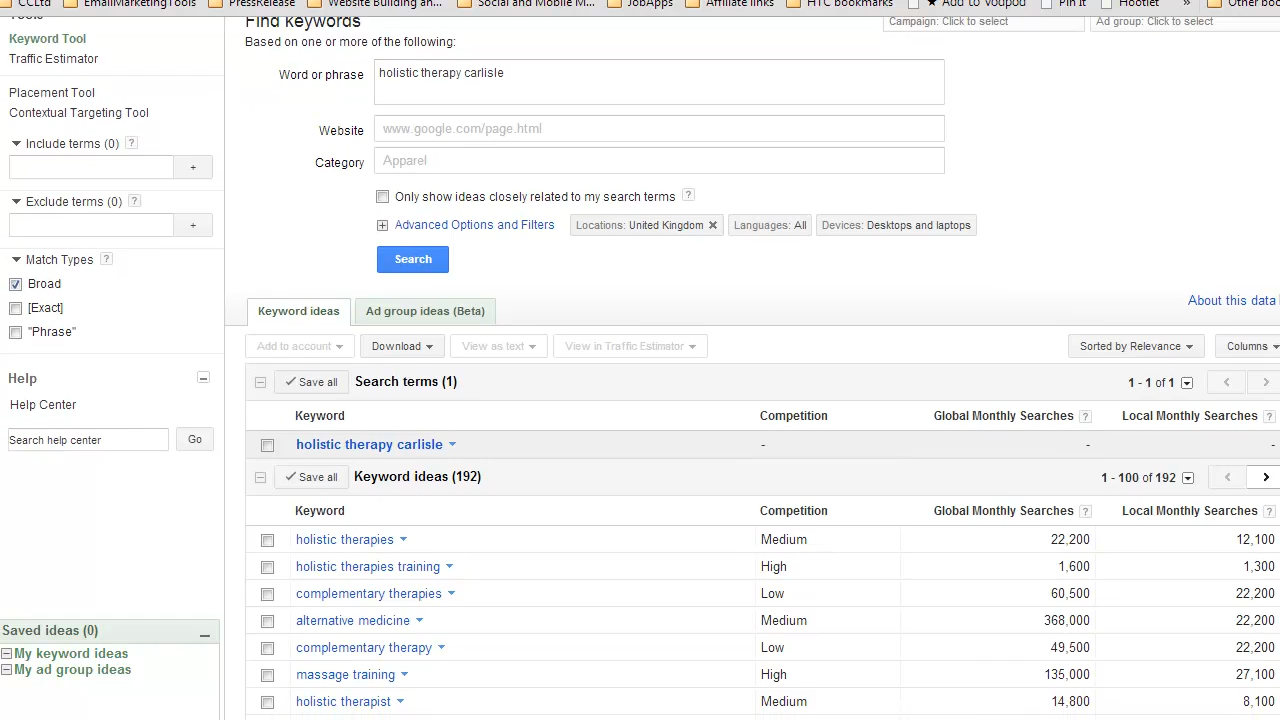 CCLtd EmailMarketingTools PressRelease Website Building an... Social and Mobile M... JobApps Affiliate links HTC bookmarks Add to Youpod Pin It Hootlet » Other boo
Tools
Keyword Tool
Traffic Estimator
Placement Tool
Contextual Targeting Tool
Include terms (0) ?
+
Exclude terms (0) ?
+
Match Types ?
Broad
[Exact]
"Phrase"
Help
Help Center
Search help center Go
Saved ideas (0)
My keyword ideas
My ad group ideas
Find keywords
Campaign: Click to select Ad group: Click to select
Based on one or more of the following:
Word or phrase holistic therapy carlisle
Website www.google.com/page.html
Category Apparel
Only show ideas closely related to my search terms ?
Advanced Options and Filters Locations: United Kingdom Languages: All Devices: Desktops and laptops
Search
About this data
Keyword ideas Ad group ideas (Beta)
Add to account Download View as text View in Traffic Estimator Sorted by Relevance Columns
Save all Search terms (1) 1 - 1 of 1
Keyword Competition Global Monthly Searches ? Local Monthly Searches ?
holistic therapy carlisle - - -
Save all Keyword ideas (192) 1 - 100 of 192
Keyword Competition Global Monthly Searches ? Local Monthly Searches ?
holistic therapies Medium 22,200 12,100
holistic therapies training High 1,600 1,300
complementary therapies Low 60,500 22,200
alternative medicine Medium 368,000 22,200
complementary therapy Low 49,500 22,200
massage training High 135,000 27,100
holistic therapist Medium 14,800 8,100